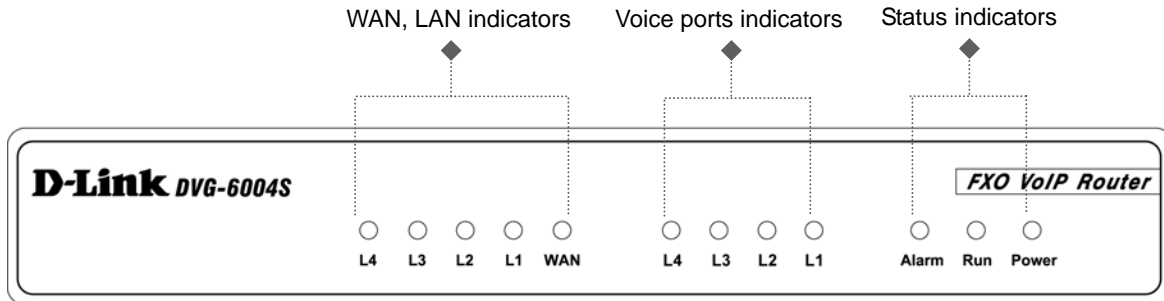 WAN, LAN indicators Voice ports indicators Status indicators
D-Link DVG-6004S FXO VoIP Router
L4 L3 L2 L1 WAN L4 L3 L2 L1 Alarm Run Power